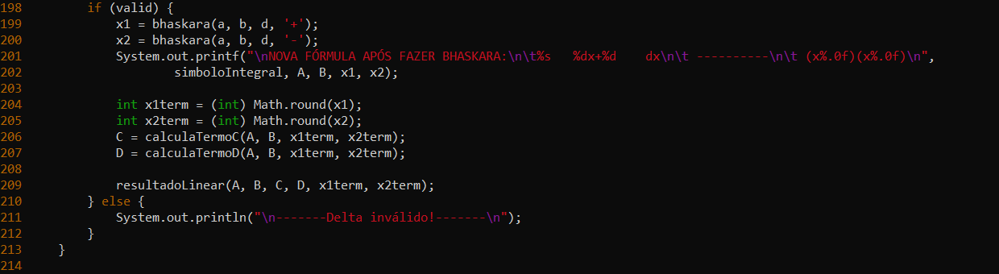 198         if (valid) {
199             x1 = bhaskara(a, b, d, '+');
200             x2 = bhaskara(a, b, d, '-');
201             System.out.printf("\nNOVA FÓRMULA APÓS FAZER BHASKARA:\n\t%s   %dx+%d    dx\n\t ----------\n\t (x%.0f)(x%.0f)\n",
202                     simboloIntegral, A, B, x1, x2);
203
204             int x1term = (int) Math.round(x1);
205             int x2term = (int) Math.round(x2);
206             C = calculaTermoC(A, B, x1term, x2term);
207             D = calculaTermoD(A, B, x1term, x2term);
208
209             resultadoLinear(A, B, C, D, x1term, x2term);
210         } else {
211             System.out.println("\n-------Delta inválido!-------\n");
212         }
213     }
214